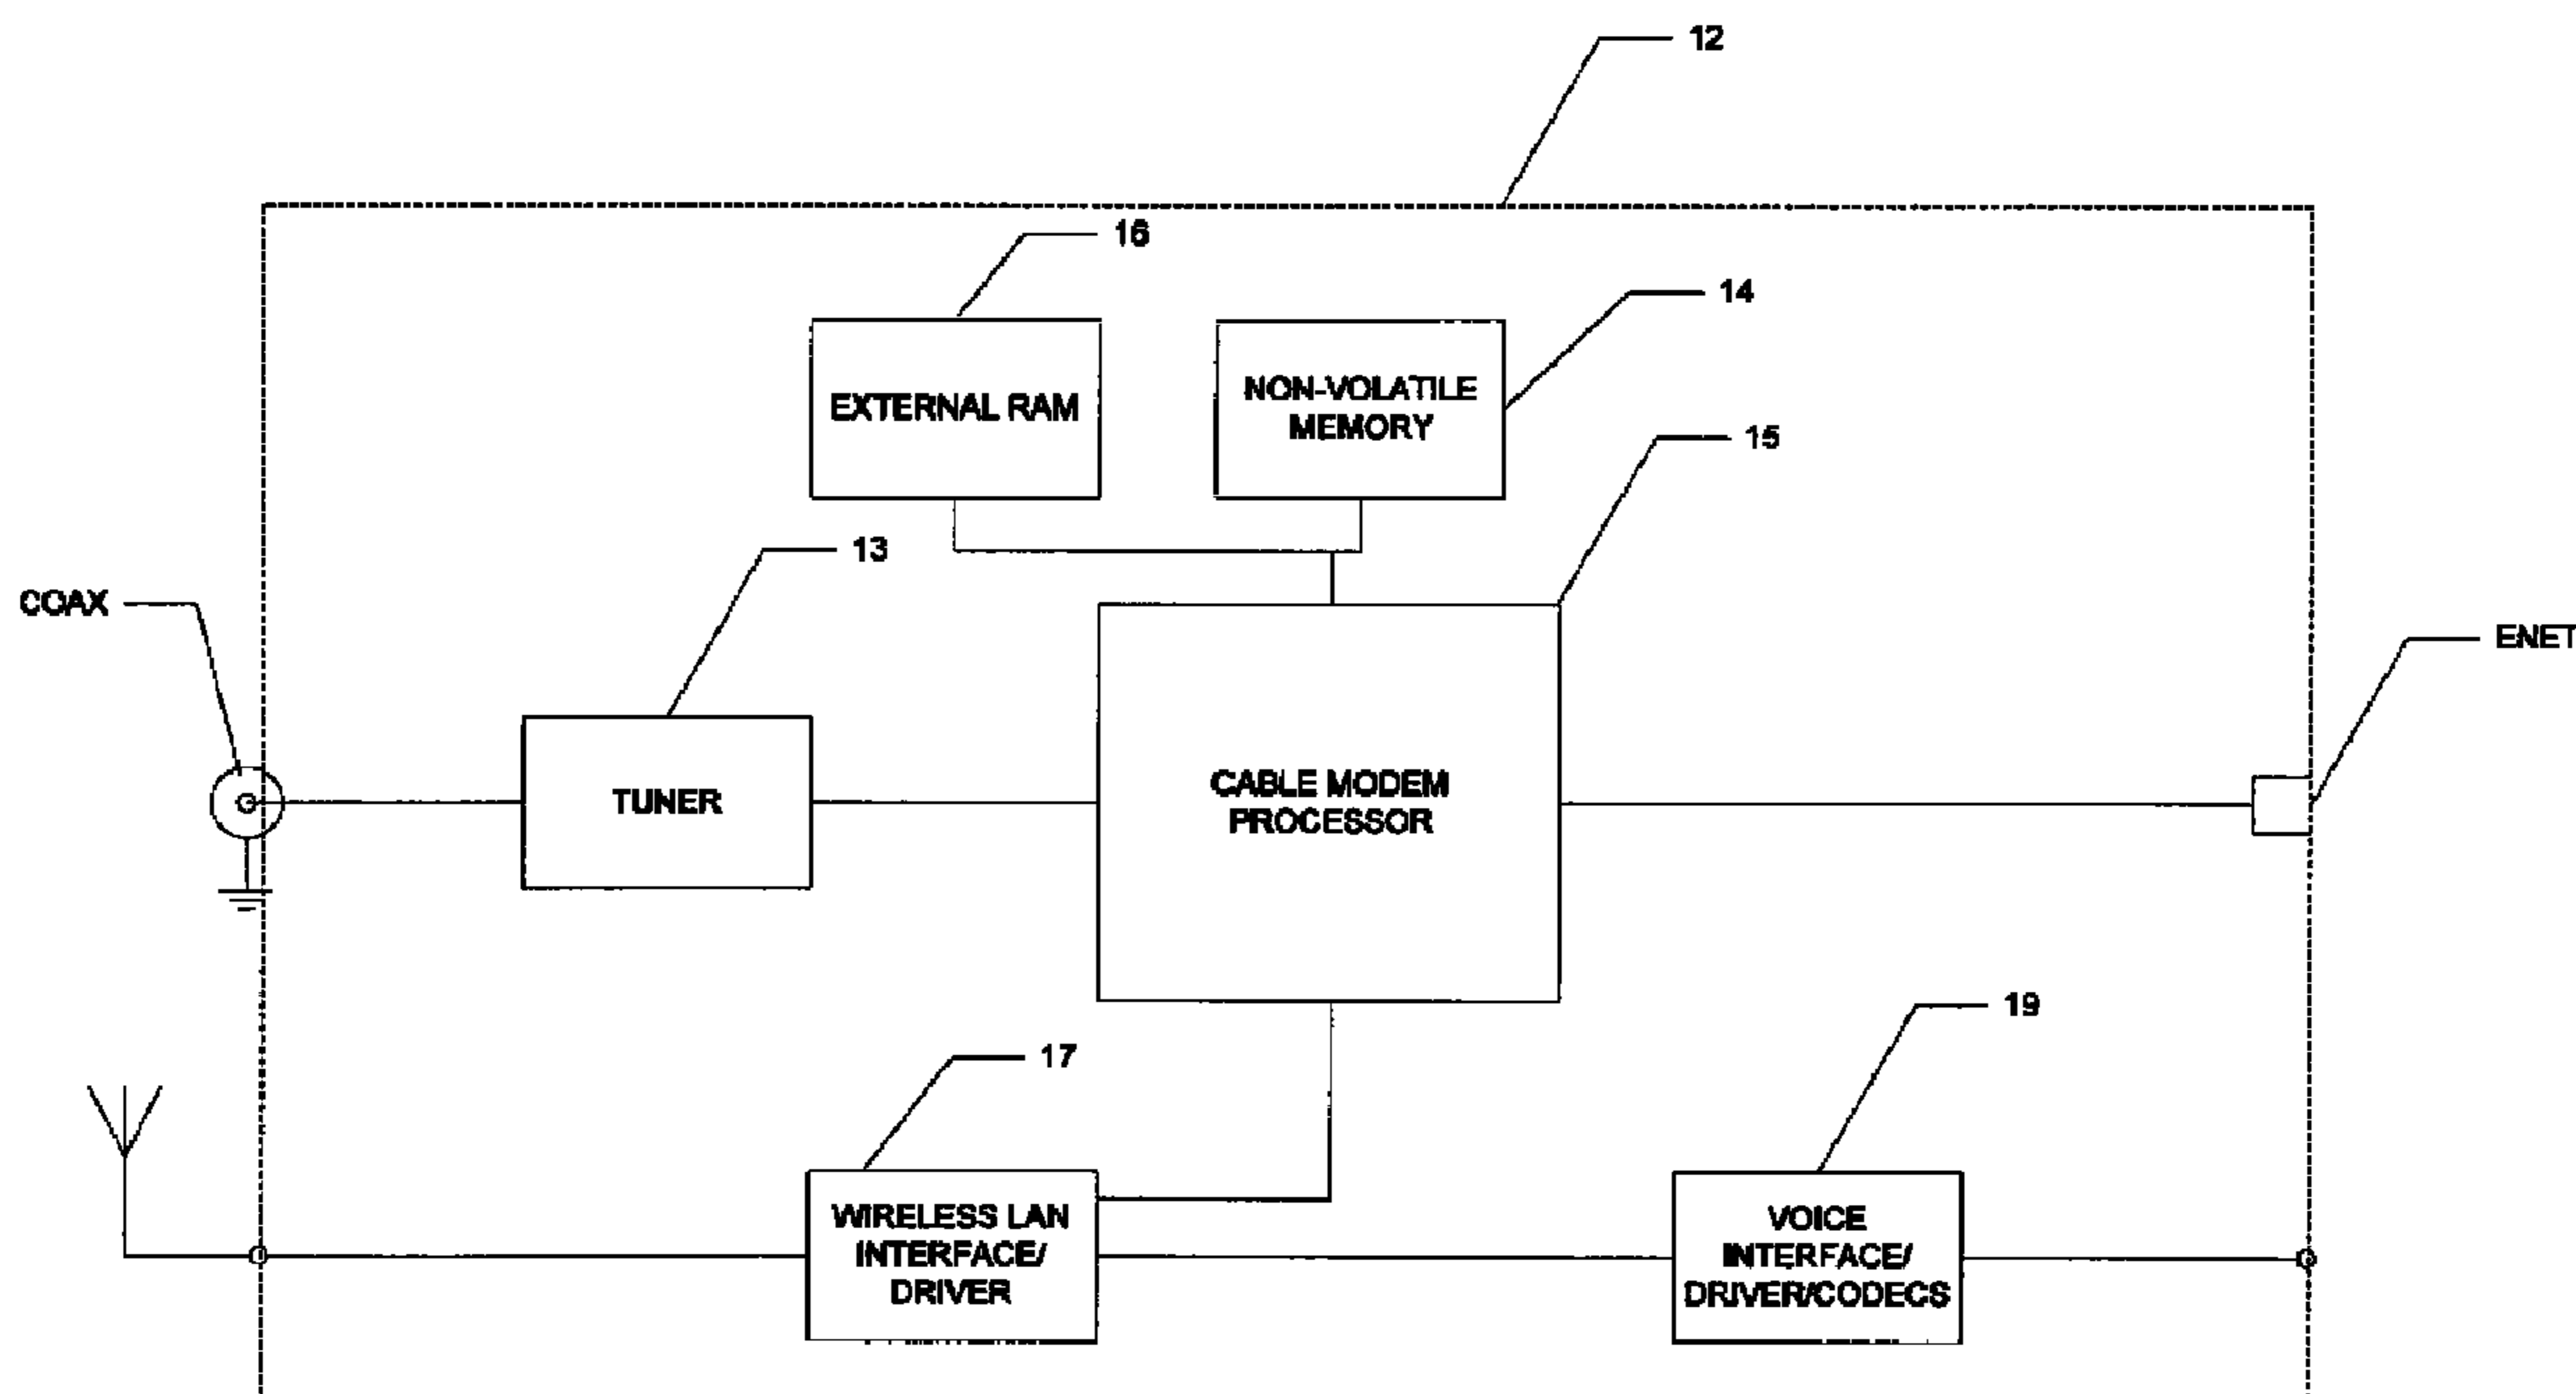 12
16
14
EXTERNAL RAM
NON-VOLATILE
MEMORY
15
13
COAX
ENET
TUNER
CABLE MODEM
PROCESSOR
19
17
WIRELESS LAN
INTERFACE/
DRIVER
VOICE
INTERFACE/
DRIVER/CODECS